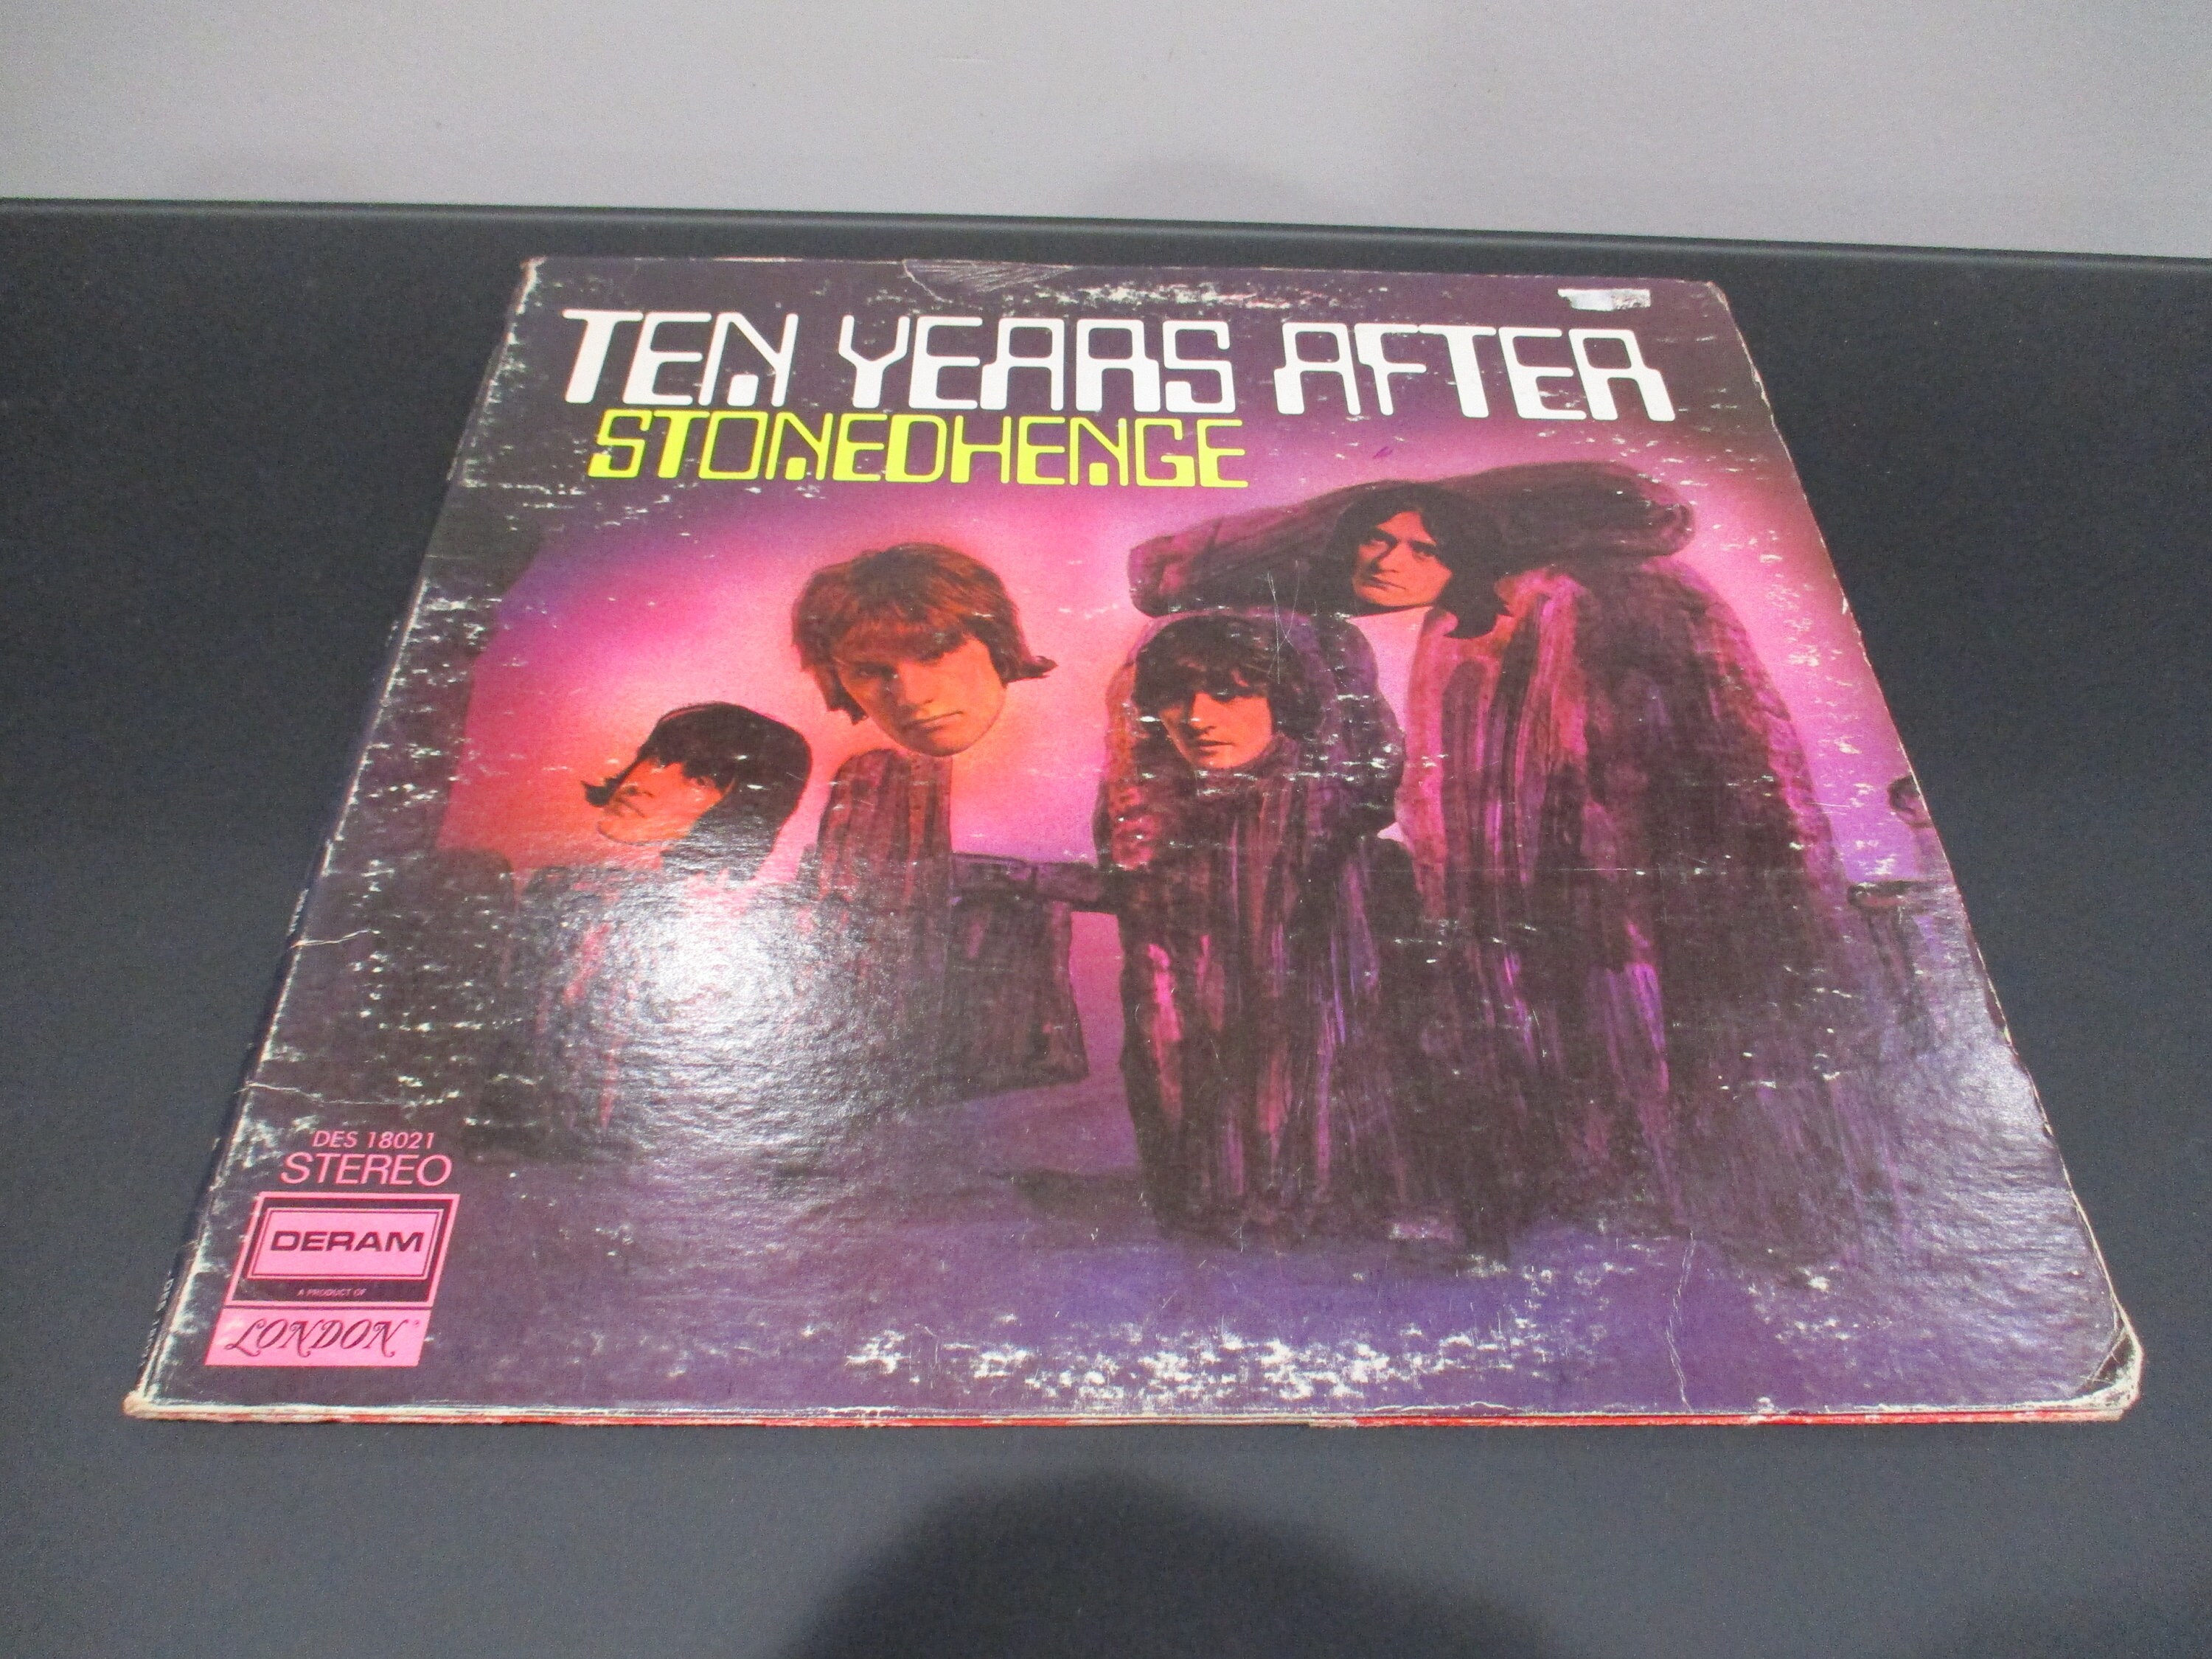 TEN YEARS AFTER
STONEDHENGE
DES 18021
STEREO
DERAM
A PRODUCT OF
LONDON®